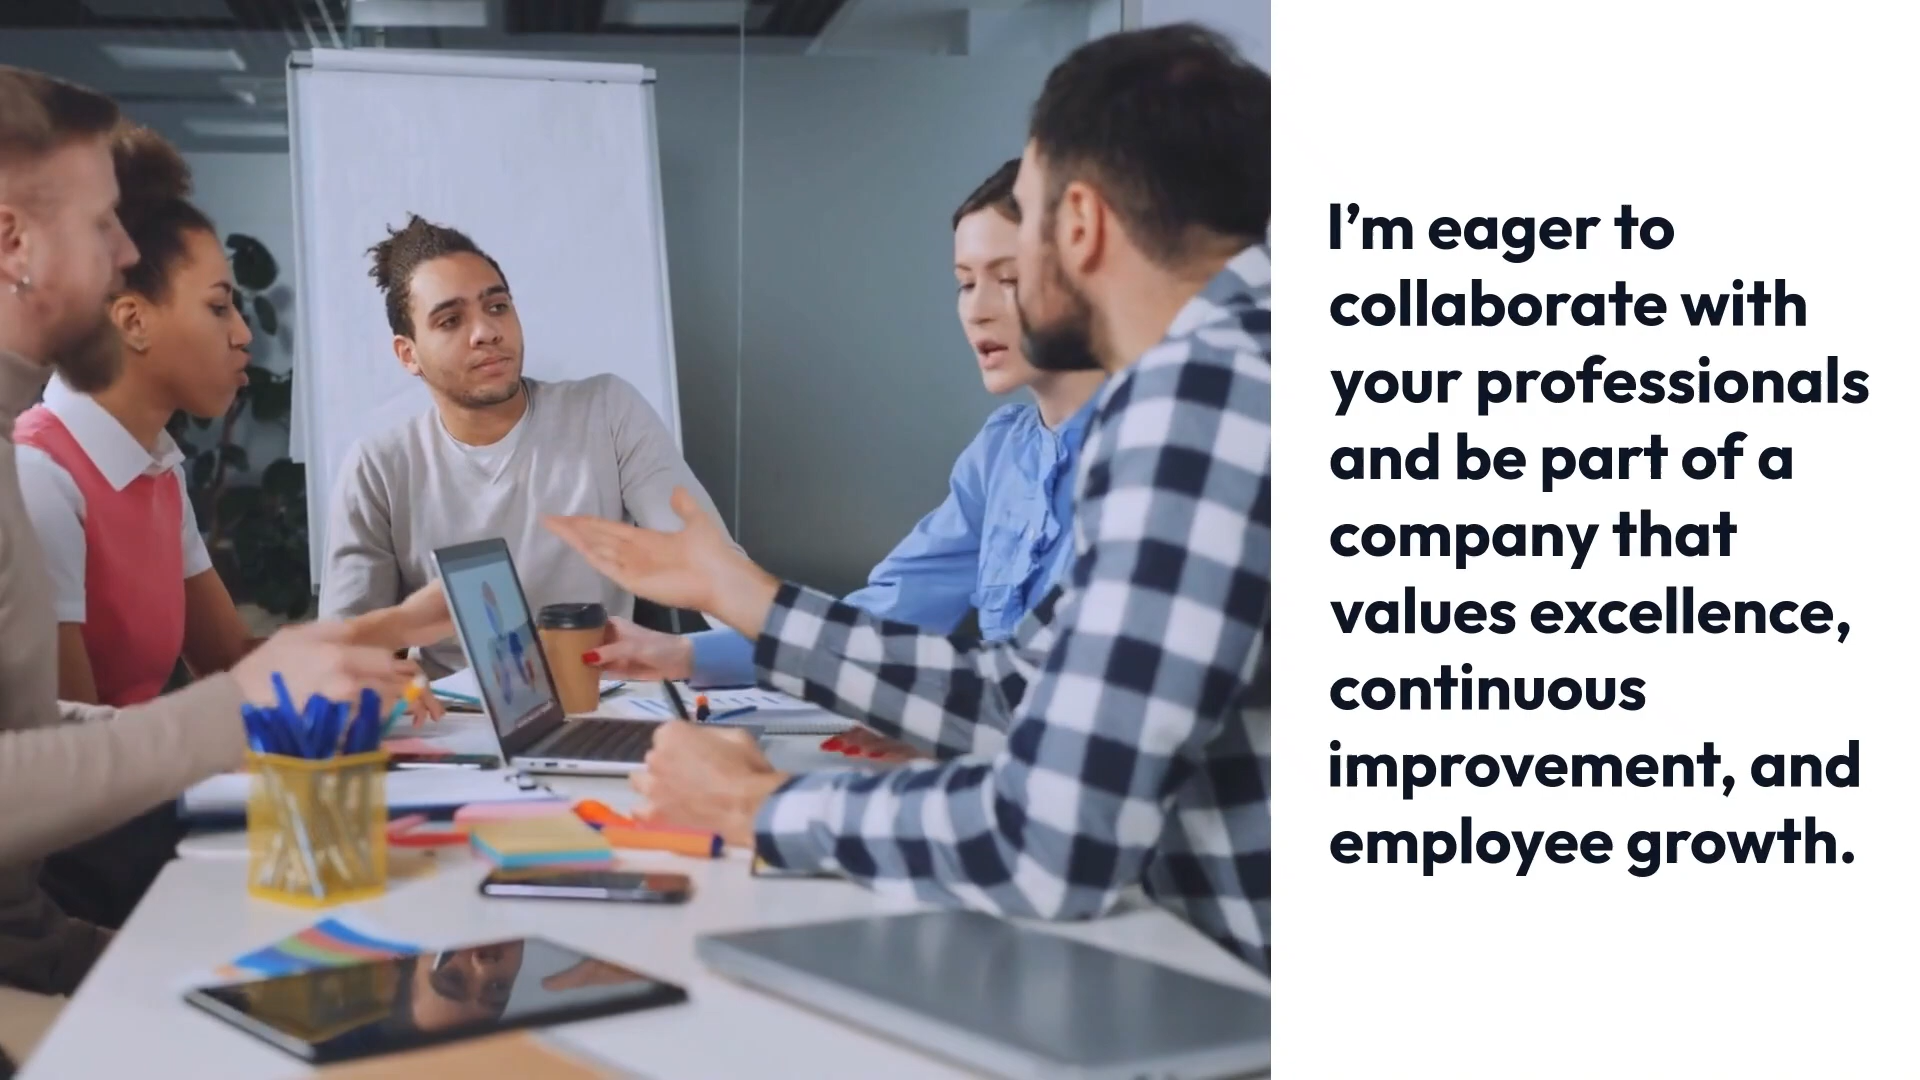 I’m eager to
collaborate with
your professionals
and be part of a
company that
values excellence,
continuous
improvement, and
employee growth.